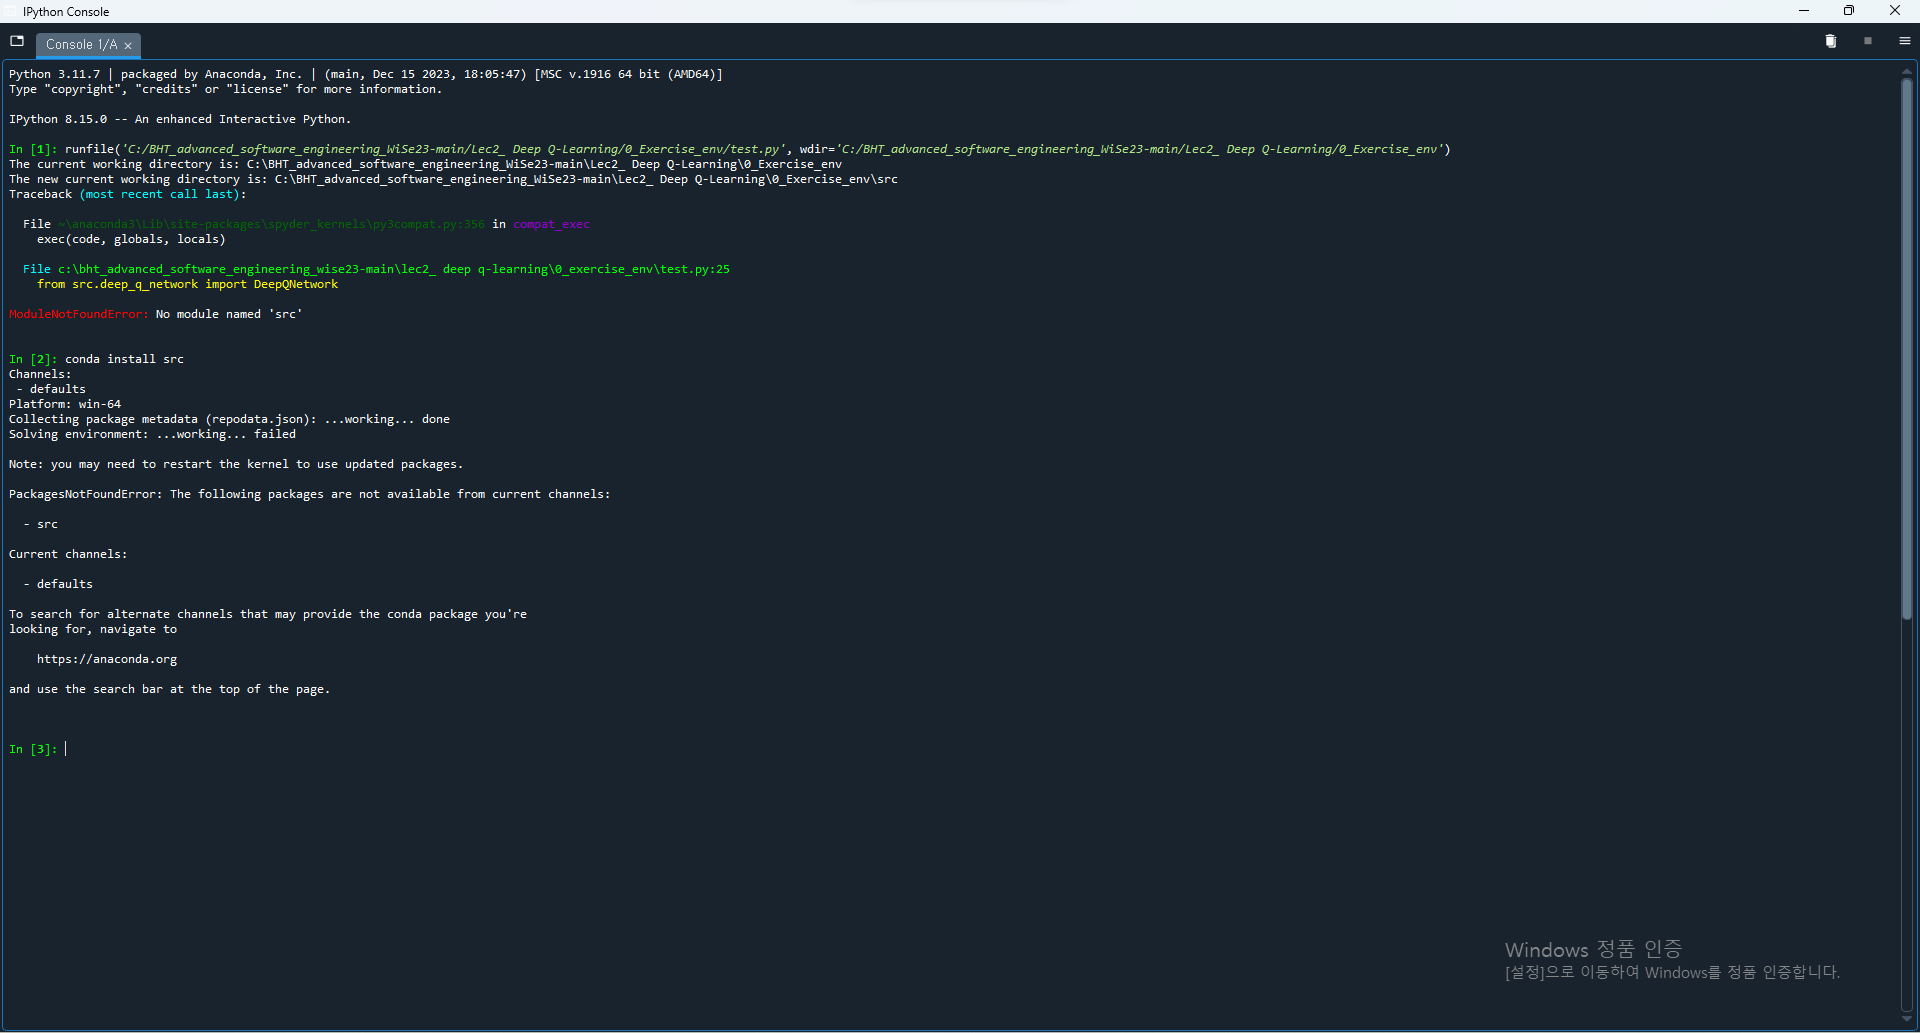 IPython Console
Console 1/A
Python 3.11.7 | packaged by Anaconda, Inc. | (main, Dec 15 2023, 18:05:47) [MSC v.1916 64 bit (AMD64)]
Type "copyright", "credits" or "license" for more information.
IPython 8.15.0 -- An enhanced Interactive Python.
In [1]: runfile('C:/BHT_advanced_software_engineering_WiSe23-main/Lec2_ Deep Q-Learning/0_Exercise_env/test.py', wdir='C:/BHT_advanced_software_engineering_WiSe23-main/Lec2_ Deep Q-Learning/0_Exercise_env')
The current working directory is: C:\BHT_advanced_software_engineering_WiSe23-main\Lec2_ Deep Q-Learning\0_Exercise_env
The new current working directory is: C:\BHT_advanced_software_engineering_WiSe23-main\Lec2_ Deep Q-Learning\0_Exercise_env\src
Traceback (most recent call last):
File ~\anaconda3\Lib\site-packages\spyder_kernels\py3compat.py:356 in compat_exec
exec(code, globals, locals)
File c:\bht_advanced_software_engineering_wise23-main\lec2_ deep q-learning\0_exercise_env\test.py:25
from src.deep_q_network import DeepQNetwork
ModuleNotFoundError: No module named 'src'
In [2]: conda install src
Channels:
- defaults
Platform: win-64
Collecting package metadata (repodata.json): ...working... done
Solving environment: ...working... failed
Note: you may need to restart the kernel to use updated packages.
PackagesNotFoundError: The following packages are not available from current channels:
- src
Current channels:
- defaults
To search for alternate channels that may provide the conda package you're
looking for, navigate to
https://anaconda.org
and use the search bar at the top of the page.
In [3]:
Windows 정품 인증
[설정]으로 이동하여 Windows를 정품 인증합니다.